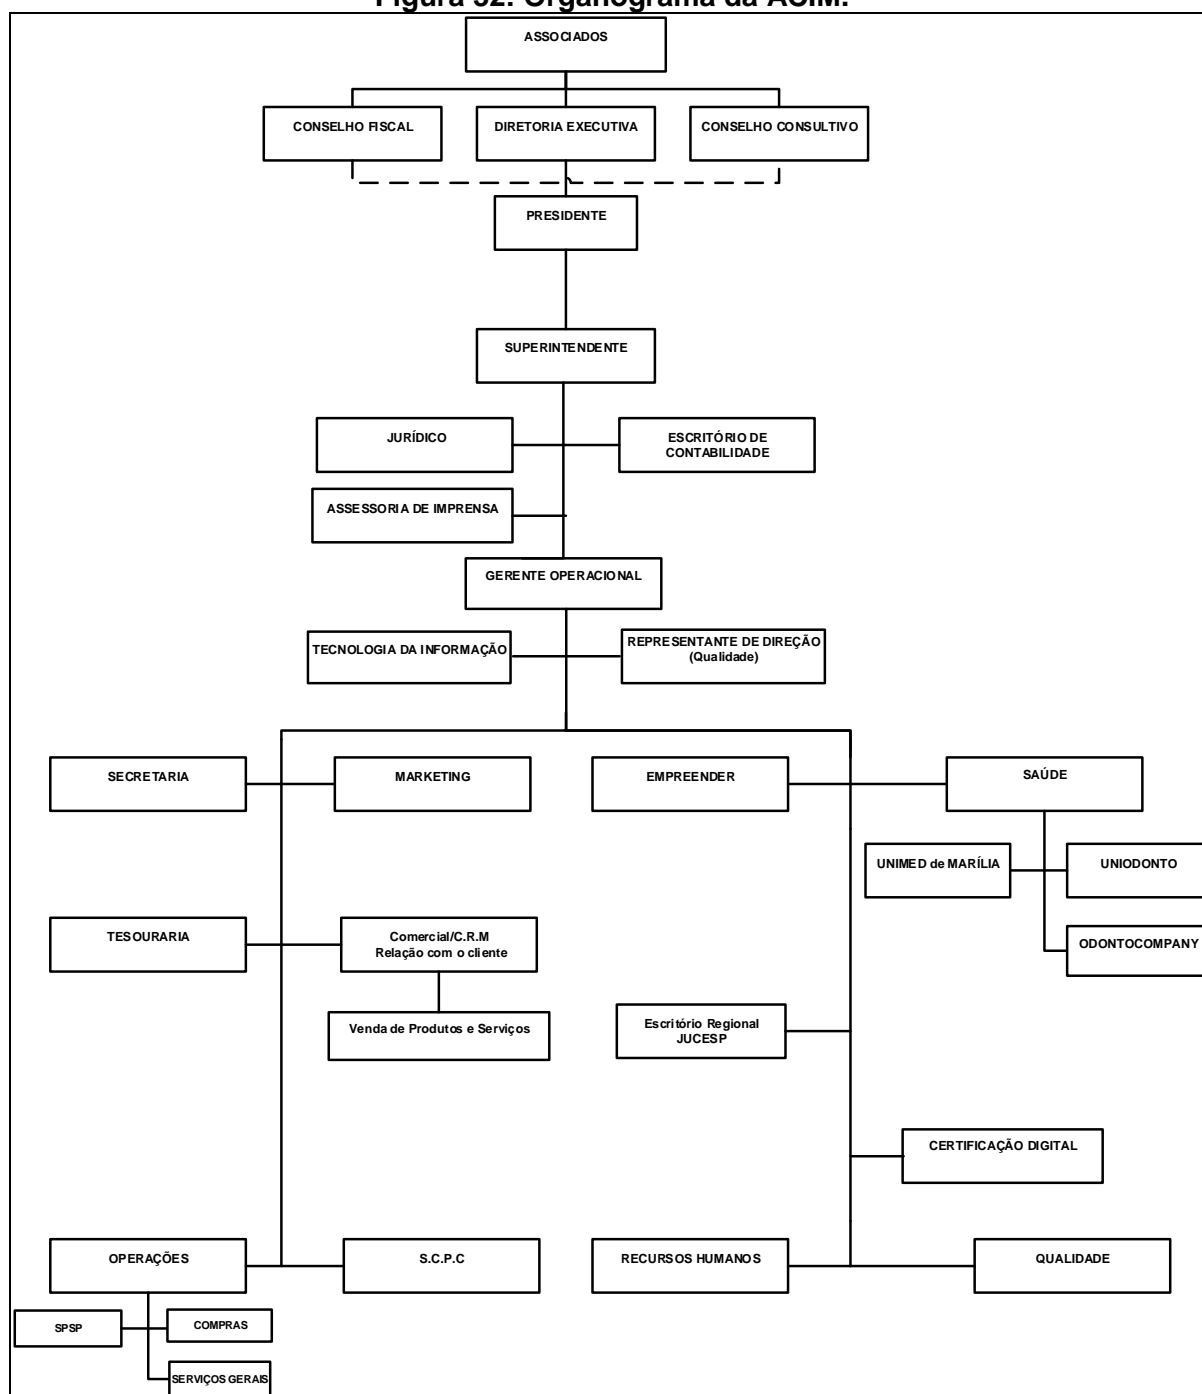 Figura 32: Organograma da ACIM.
ASSOCIADOS
CONSELHO FISCAL
DIRETORIA EXECUTIVA
CONSELHO CONSULTIVO
PRESIDENTE
SUPERINTENDENTE
JURÍDICO
ESCRITÓRIO DE
CONTABILIDADE
ASSESSORIA DE IMPRENSA
GERENTE OPERACIONAL
TECNOLOGIA DA INFORMAÇÃO
REPRESENTANTE DE DIREÇÃO
(Qualidade)
SECRETARIA
MARKETING
EMPREENDER
SAÚDE
UNIMED de MARÍLIA
UNIODONTO
TESOURARIA
Comercial/C.R.M
Relação com o cliente
ODONTOCOMPANY
Venda de Produtos e Serviços
Escritório Regional
JUCESP
CERTIFICAÇÃO DIGITAL
OPERAÇÕES
S.C.P.C
RECURSOS HUMANOS
QUALIDADE
SPSP
COMPRAS
SERVIÇOS GERAIS